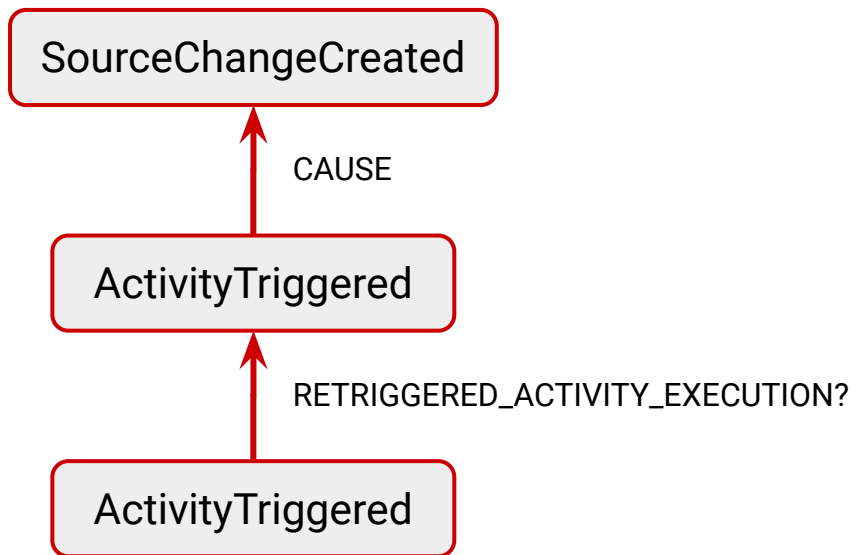 SourceChangeCreated
CAUSE
ActivityTriggered
RETRIGGERED_ACTIVITY_EXECUTION?
ActivityTriggered